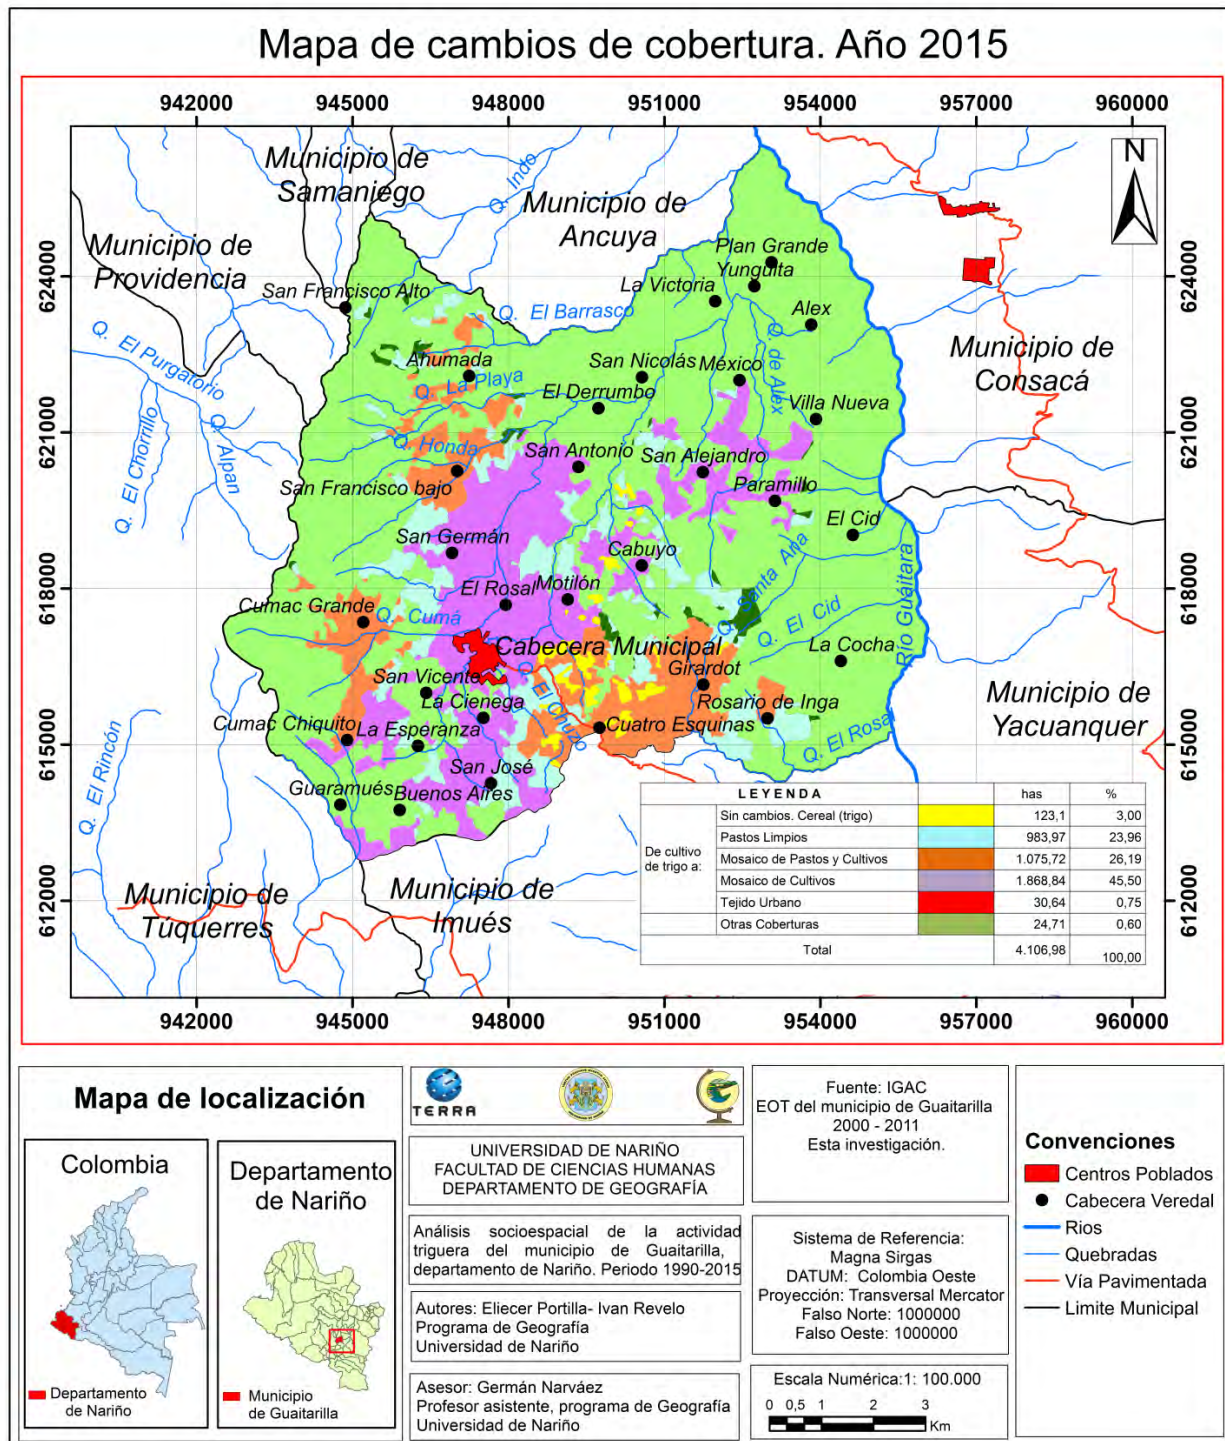 Mapa de cambios de cobertura. Año 2015
942000 945000 948000 951000 954000 957000 960000
Municipio de
Samaniego
Q. Indo
Municipio de
Ancuya
N
Municipio de
Providencia
Plan Grande
Yunguita
La Victoria
624000
624000
San Francisco Alto
Q. El Barrasco
Alex
Q. El Purgatorio
Ahumada
San Nicolás
México
Q. de Alex
Municipio de
Consacá
Q. La Playa
El Derrumbo
Villa Nueva
621000
621000
Q. El Chorrillo
Q. Alpan
Q. Honda
San Antonio
San Alejandro
San Francisco bajo
Paramillo
El Cid
San Germán
Cabuyo
Q. Santa Ana
Rio Guáitara
618000
618000
El Rosal
Motilón
Cumac Grande
Q. Cumá
Q. El Cid
Cabecera Municipal
La Cocha
San Vicente
Q. El Chuzo
Girardot
La Cienega
Rosario de Inga
Municipio de
Yacuanquer
Cumac Chiquito
La Esperanza
Cuatro Esquinas
Q. El Rosal
615000
615000
Q. El Rincón
San José
Guaramués
Buenos Aires
LEYENDA has %
De cultivo
de trigo a:
Sin cambios. Cereal (trigo) 123,1 3,00
Pastos Limpios 983,97 23,96
Mosaico de Pastos y Cultivos 1.075,72 26,19
Mosaico de Cultivos 1.868,84 45,50
Tejido Urbano 30,64 0,75
Otras Coberturas 24,71 0,60
Total 4.106,98 100,00
612000
612000
Municipio de
Túquerres
Municipio de
Imués
942000 945000 948000 951000 954000 957000 960000
Mapa de localización
Colombia
Departamento
de Nariño
Departamento
de Nariño
Municipio
de Guaitarilla
TERRA
UNIVERSIDAD DE NARIÑO
FACULTAD DE CIENCIAS HUMANAS
DEPARTAMENTO DE GEOGRAFÍA
Análisis socioespacial de la actividad
triguera del municipio de Guaitarilla,
departamento de Nariño. Periodo 1990-2015
Autores: Eliecer Portilla- Ivan Revelo
Programa de Geografía
Universidad de Nariño
Asesor: Germán Narváez
Profesor asistente, programa de Geografía
Universidad de Nariño
Fuente: IGAC
EOT del municipio de Guaitarilla
2000 - 2011
Esta investigación.
Sistema de Referencia:
Magna Sirgas
DATUM: Colombia Oeste
Proyección: Transversal Mercator
Falso Norte: 1000000
Falso Oeste: 1000000
Escala Numérica:1: 100.000
0 0,5 1 2 3
Km
Convenciones
Centros Poblados
Cabecera Veredal
Rios
Quebradas
Vía Pavimentada
Limite Municipal